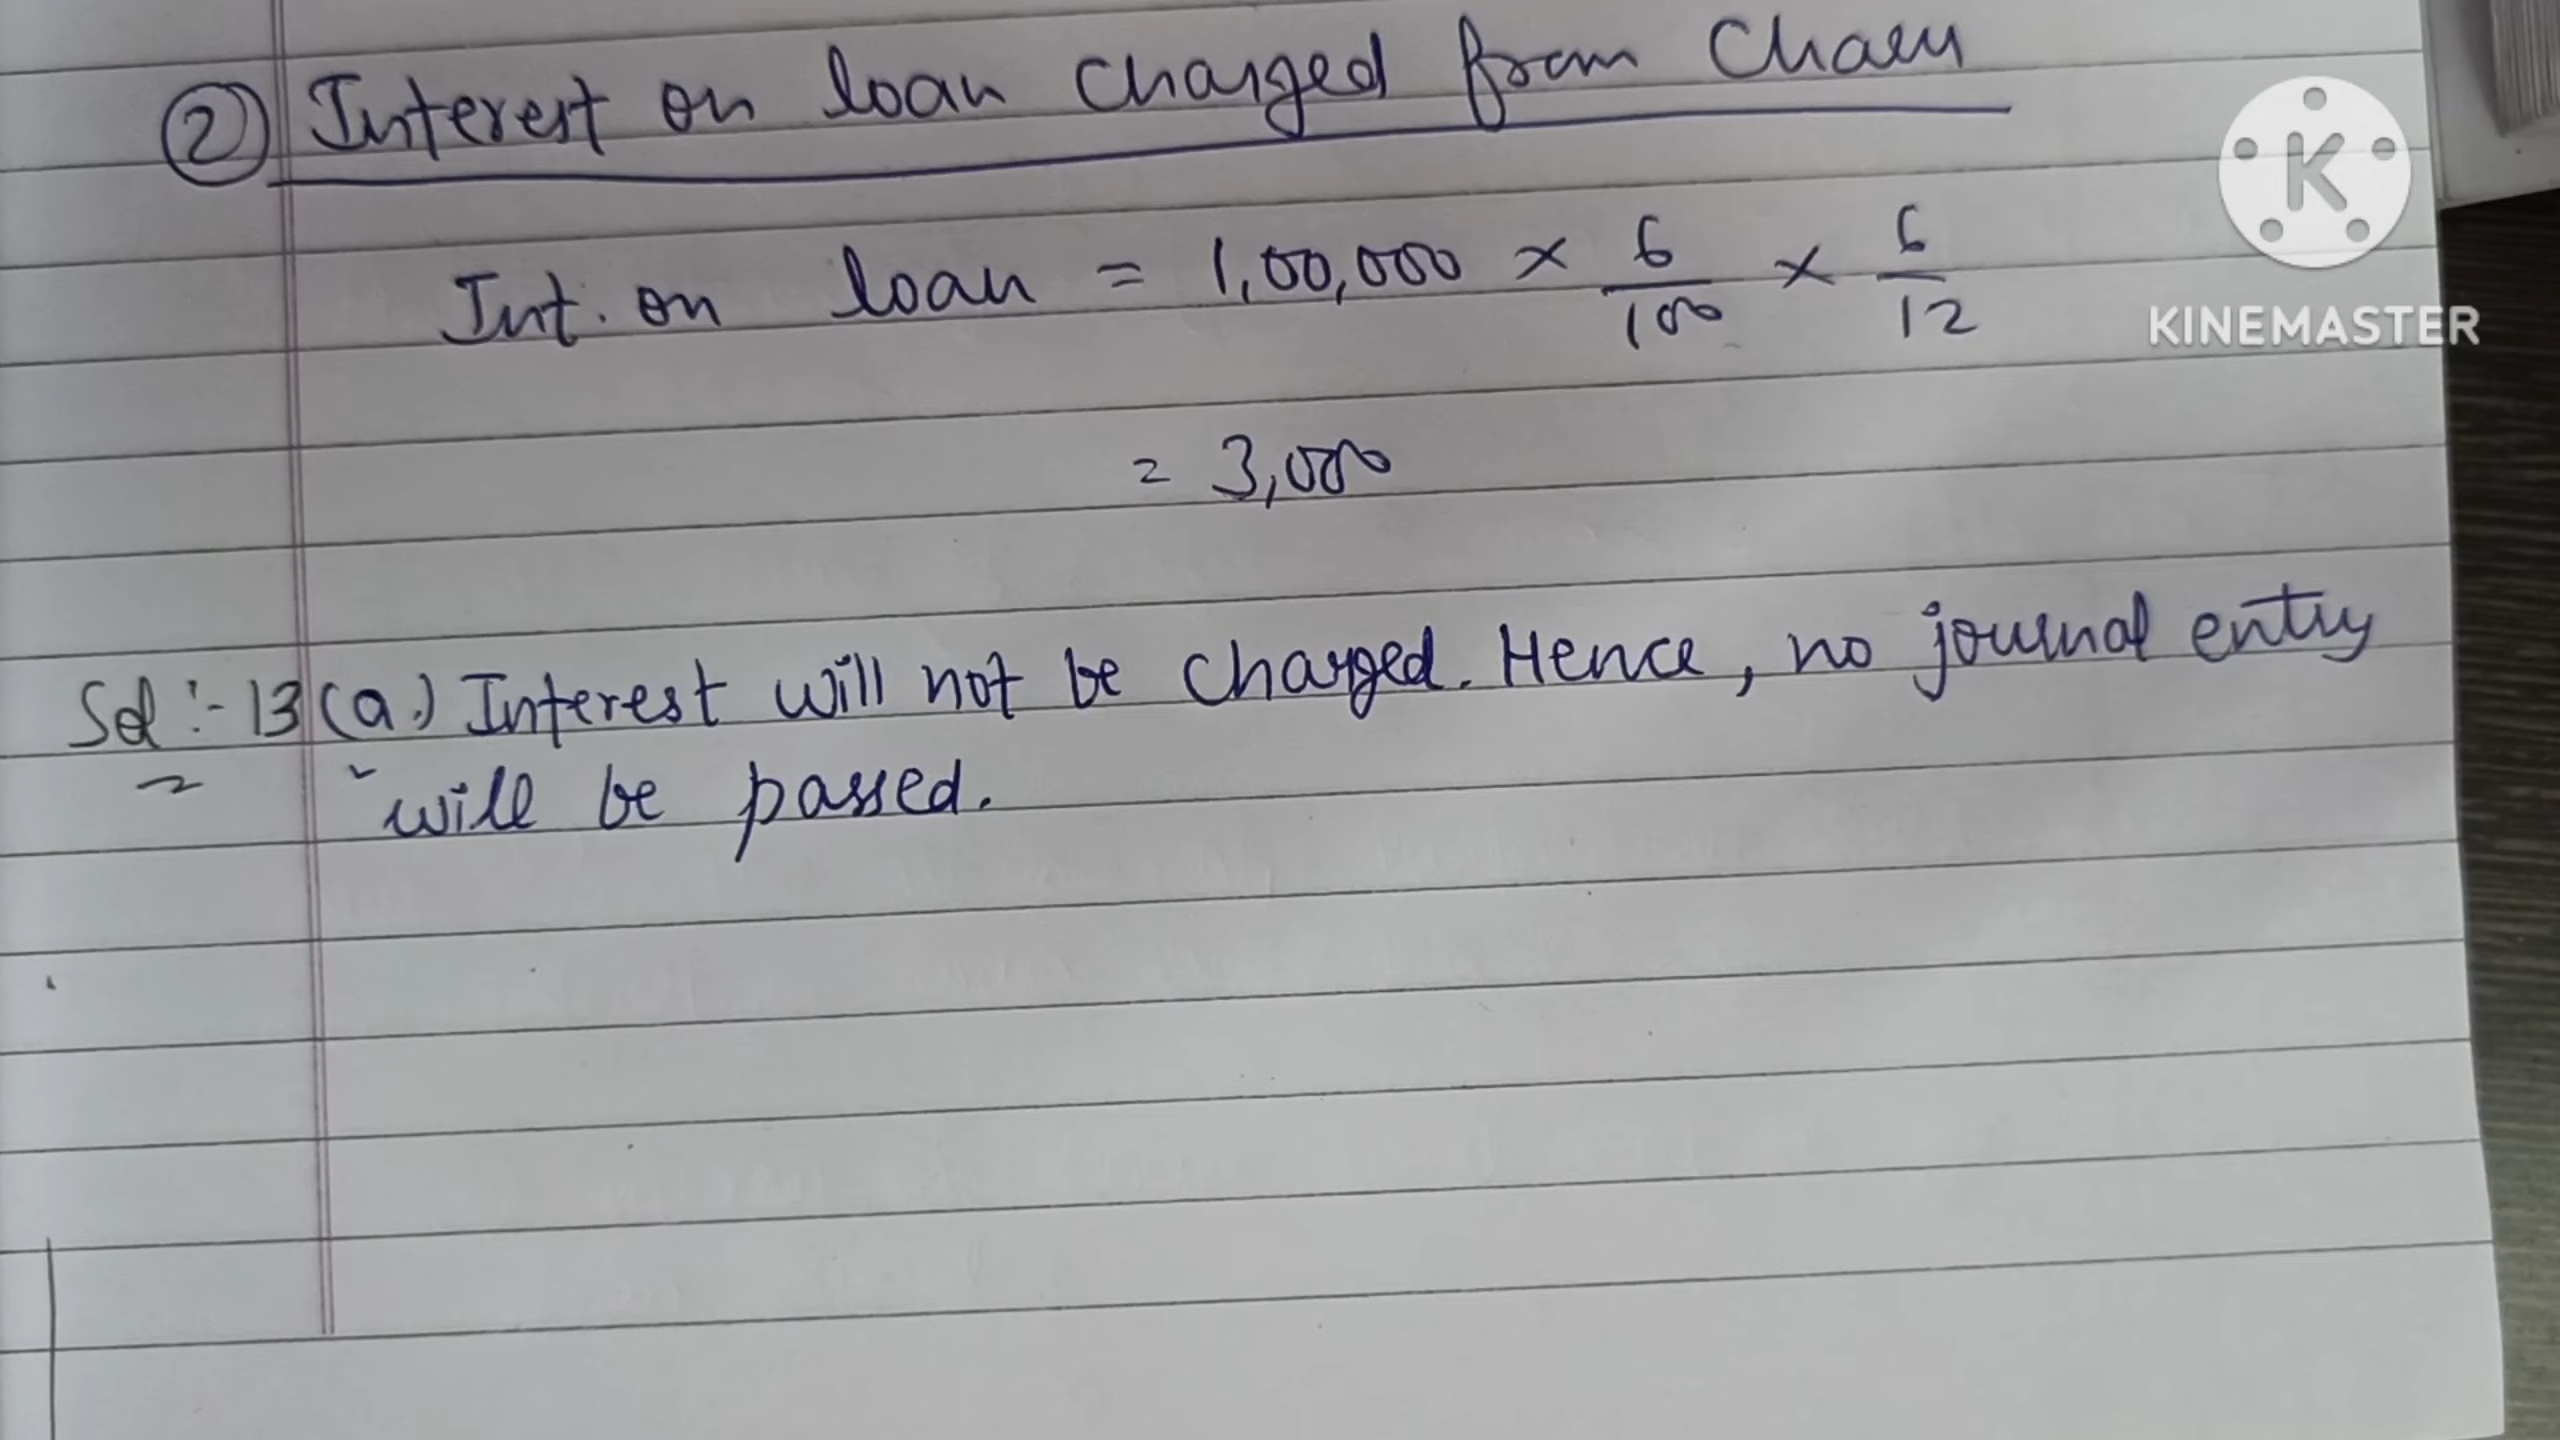 ② Interest on loan charged from Charu
Int. on loan = 1,00,000 × 6/100 × 6/12
= 3,000
Sol :- 13 (a.) Interest will not be charged. Hence, no journal entry
will be passed.
K
KINEMASTER